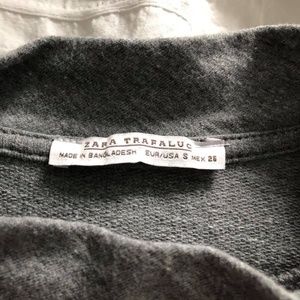 ZARA TRAFALUC
MADE IN BANGLADESH EUR/USA S MEX 26